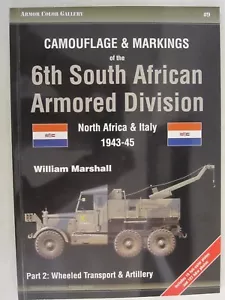 ARMOR COLOR GALLERY #9
CAMOUFLAGE & MARKINGS
of the
6th South African
Armored Division
North Africa & Italy
1943-45
William Marshall
Part 2: Wheeled Transport & Artillery